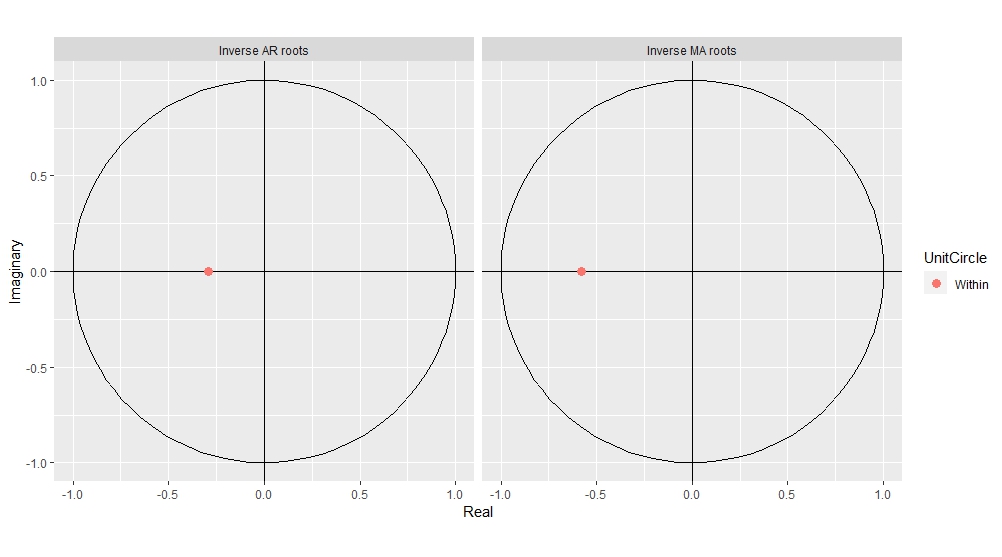 Inverse AR roots
Inverse MA roots
1.0
0.5
0.0
-0.5
-1.0
Imaginary
-1.0 -0.5 0.0 0.5 1.0
-1.0 -0.5 0.0 0.5 1.0
Real
UnitCircle
Within